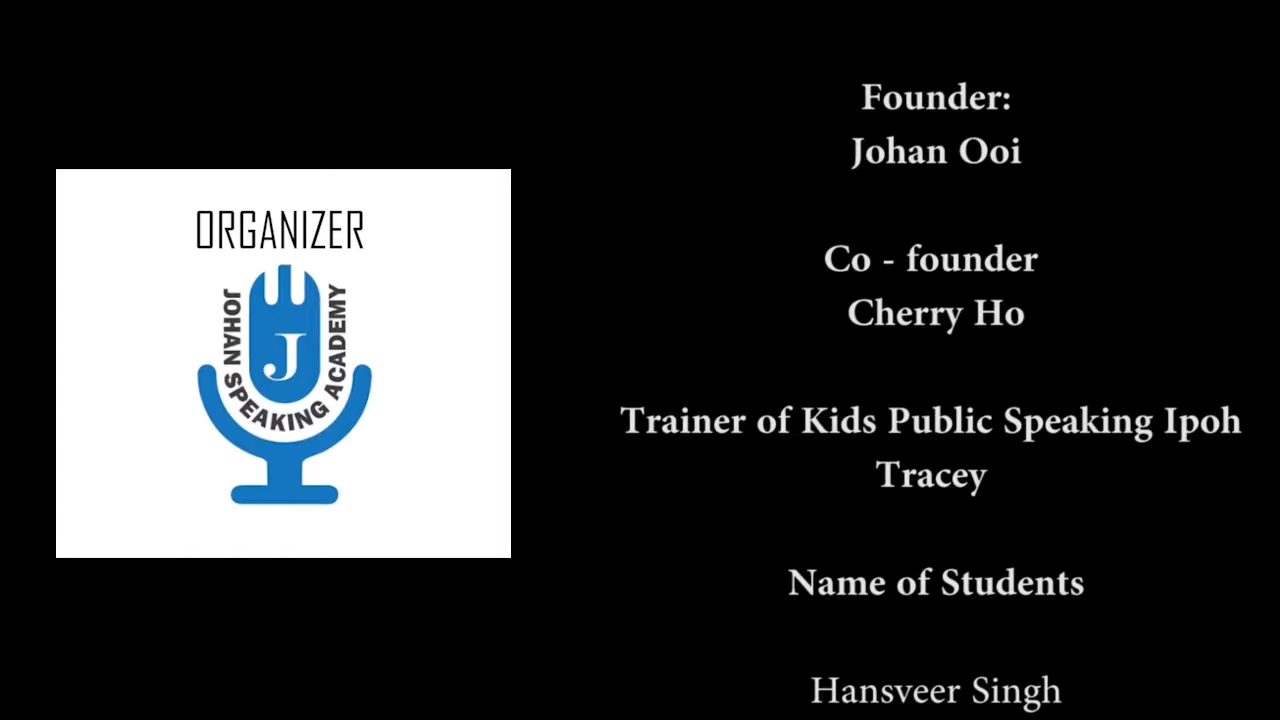 ORGANIZER
JOHAN SPEAKING ACADEMY
J
Founder:
Johan Ooi
Co - founder
Cherry Ho
Trainer of Kids Public Speaking Ipoh
Tracey
Name of Students
Hansveer Singh